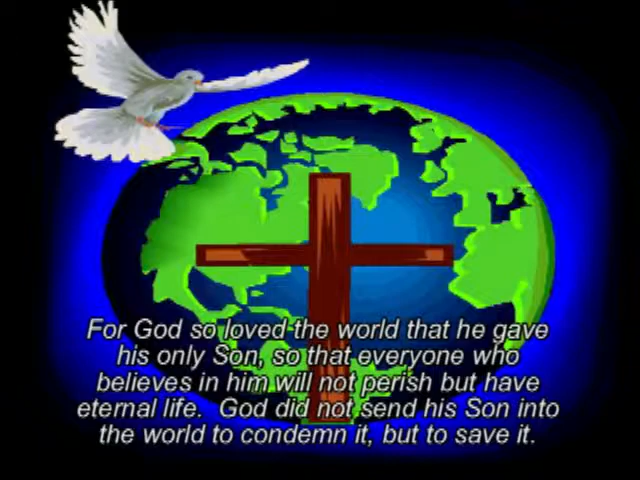 For God so loved the world that he gave
his only Son, so that everyone who
believes in him will not perish but have
eternal life.  God did not send his Son into
the world to condemn it, but to save it.